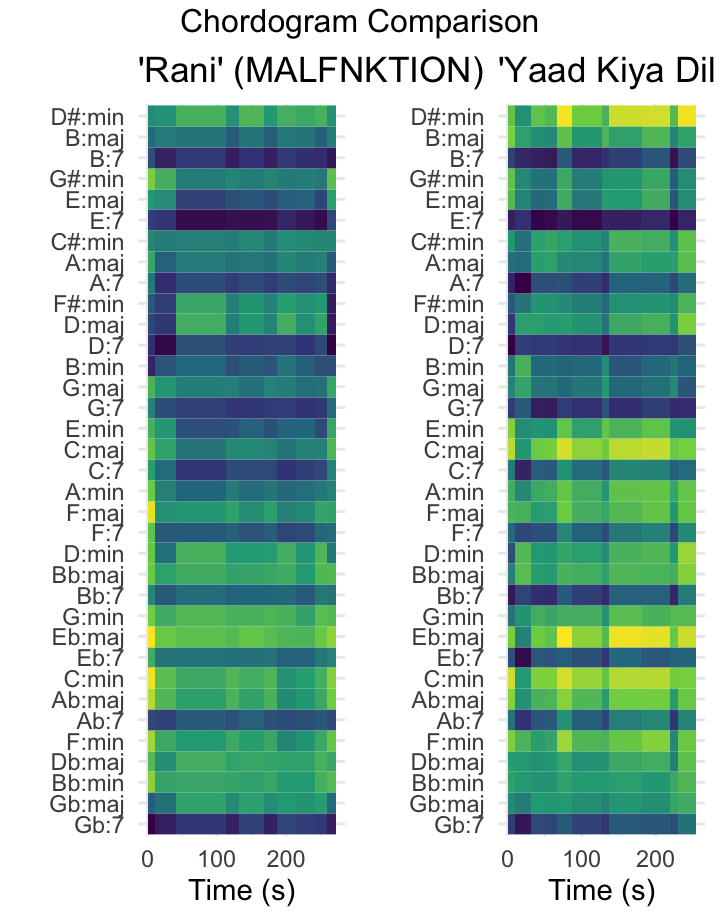 Chordogram Comparison
'Rani' (MALFNKTION)
D#:min
B:maj
B:7
G#:min
E:maj
E:7
C#:min
A:maj
A:7
F#:min
D:maj
D:7
B:min
G:maj
G:7
E:min
C:maj
C:7
A:min
F:maj
F:7
D:min
Bb:maj
Bb:7
G:min
Eb:maj
Eb:7
C:min
Ab:maj
Ab:7
F:min
Db:maj
Bb:min
Gb:maj
Gb:7
0 100 200
Time (s)
'Yaad Kiya Dil
D#:min
B:maj
B:7
G#:min
E:maj
E:7
C#:min
A:maj
A:7
F#:min
D:maj
D:7
B:min
G:maj
G:7
E:min
C:maj
C:7
A:min
F:maj
F:7
D:min
Bb:maj
Bb:7
G:min
Eb:maj
Eb:7
C:min
Ab:maj
Ab:7
F:min
Db:maj
Bb:min
Gb:maj
Gb:7
0 100 200
Time (s)